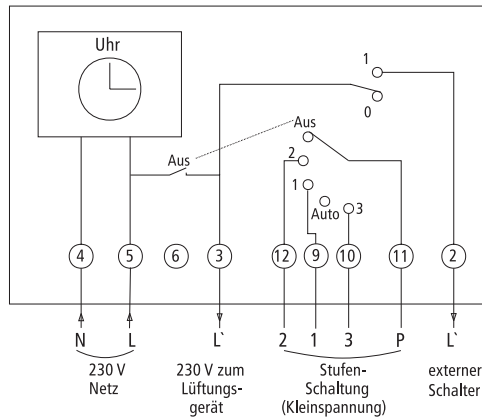 Uhr
1
0
Aus
Aus
2
1
Auto
3
4 5 6 3 12 9 10 11 2
N L L` 2 1 3 P L`
230 V
Netz
230 V zum
Lüftungs-
gerät
Stufen-
Schaltung
(Kleinspannung)
externer
Schalter